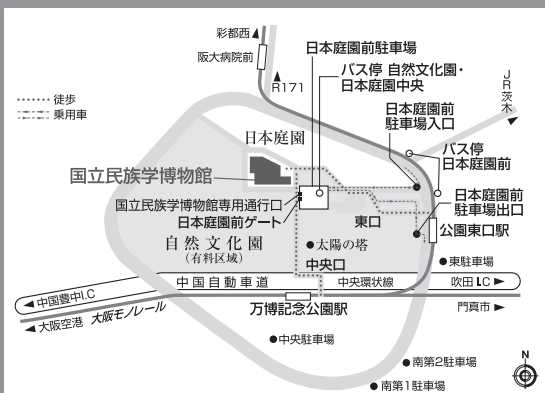 彩都西
阪大病院前
日本庭園前駐車場
バス停 自然文化園・
日本庭園中央
R171
JR茨木
徒歩
乗用車
日本庭園前
駐車場入口
日本庭園
バス停
日本庭園前
国立民族学博物館
国立民族学博物館専用通行口
日本庭園前ゲート
日本庭園前
駐車場出口
東口
公園東口駅
自然文化園
(有料区域)
太陽の塔
中央口
東駐車場
中国自動車道
中央環状線
吹田I.C
中国豊中I.C
大阪空港
大阪モノレール
万博記念公園駅
門真市
中央駐車場
南第2駐車場
南第1駐車場
N